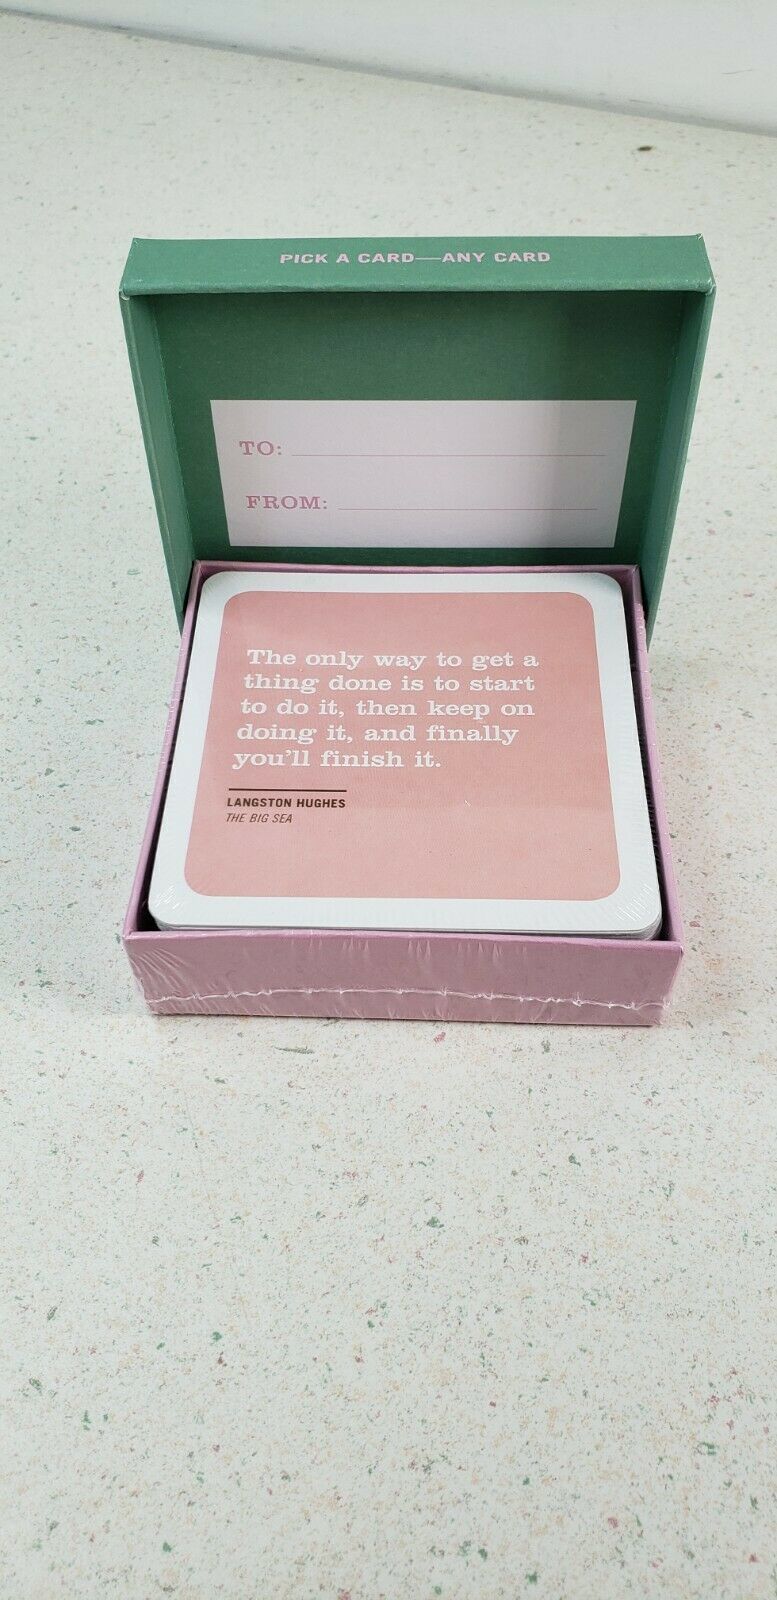 PICK A CARD—ANY CARD
TO:
FROM:
The only way to get a
thing done is to start
to do it, then keep on
doing it, and finally
you'll finish it.
LANGSTON HUGHES
THE BIG SEA